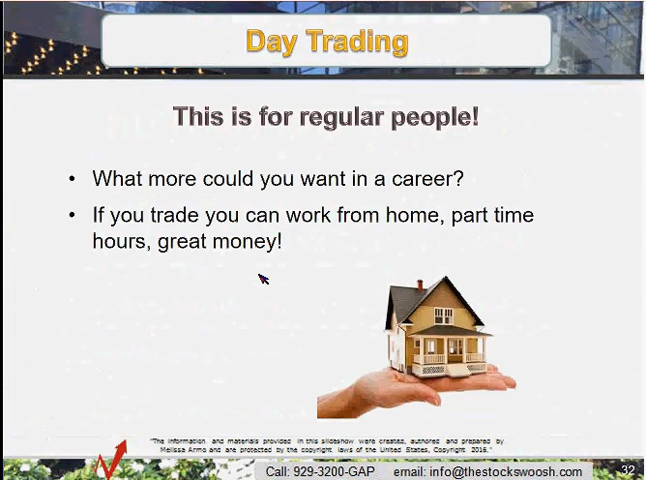 Day Trading
This is for regular people!
• What more could you want in a career?
• If you trade you can work from home, part time
hours, great money!
"The information and materials provided in this slideshow were created, authored and prepared by
Melissa Armo and are protected by the copyright laws of the United States, Copyright 2016."
Call: 929-3200-GAP email: info@thestockswoosh.com 32